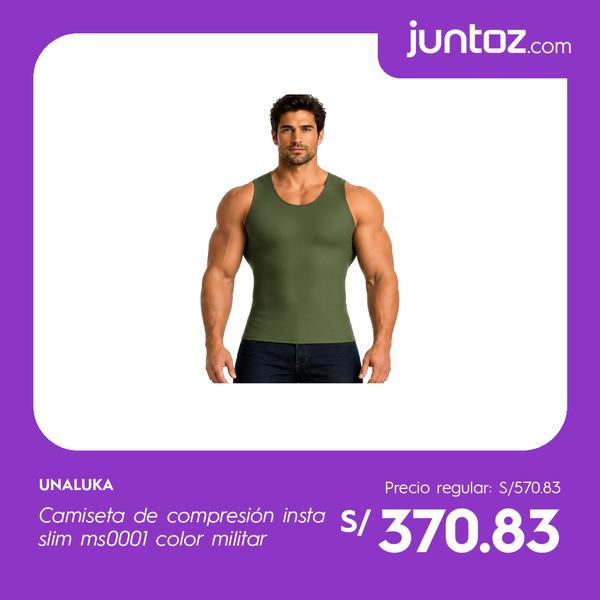 juntoz.com
UNALUKA
Camiseta de compresión insta
slim ms0001 color militar
Precio regular: S/570.83
S/ 370.83